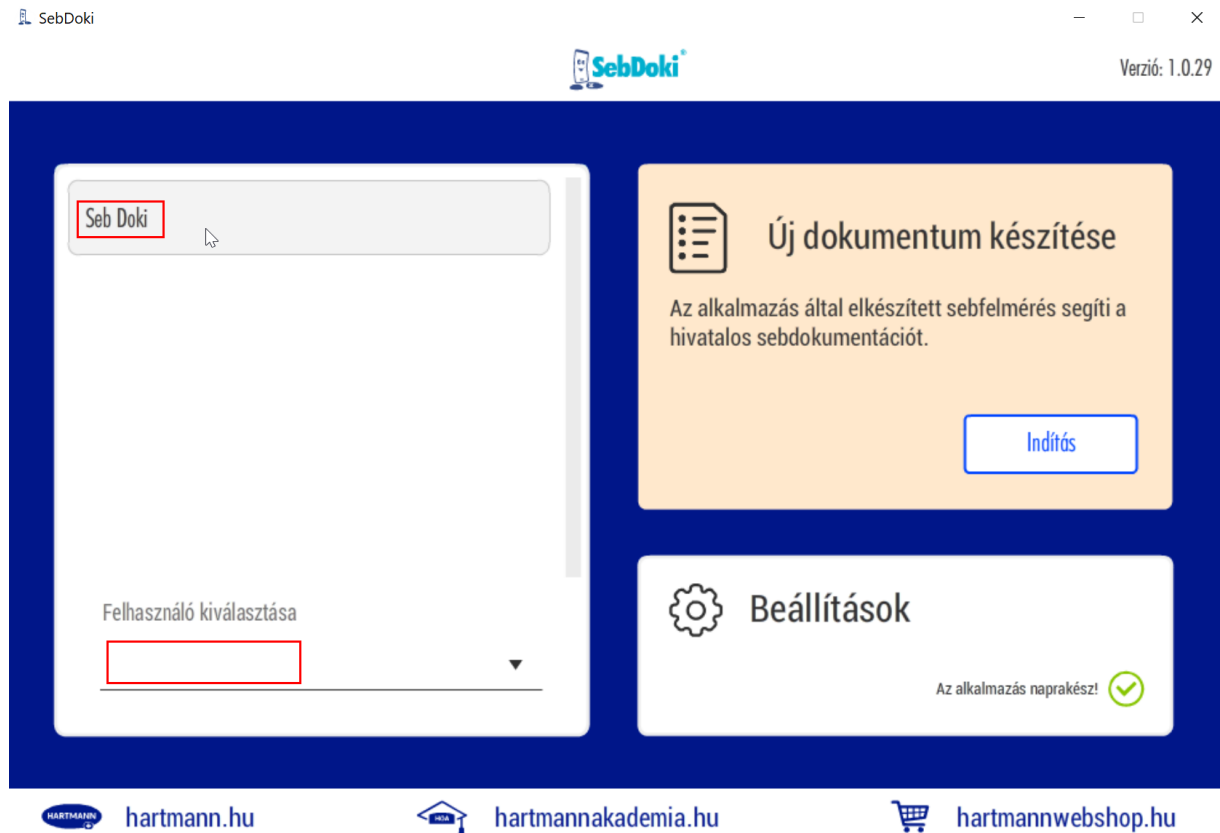 SebDoki
SebDoki®
Verzió: 1.0.29
Seb Doki
Felhasználó kiválasztása
Új dokumentum készítése
Az alkalmazás által elkészített sebfelmérés segíti a
hivatalos sebdokumentációt.
Indítás
Beállítások
Az alkalmazás naprakész!
HARTMANN hartmann.hu
HOA hartmannakademia.hu
hartmannwebshop.hu